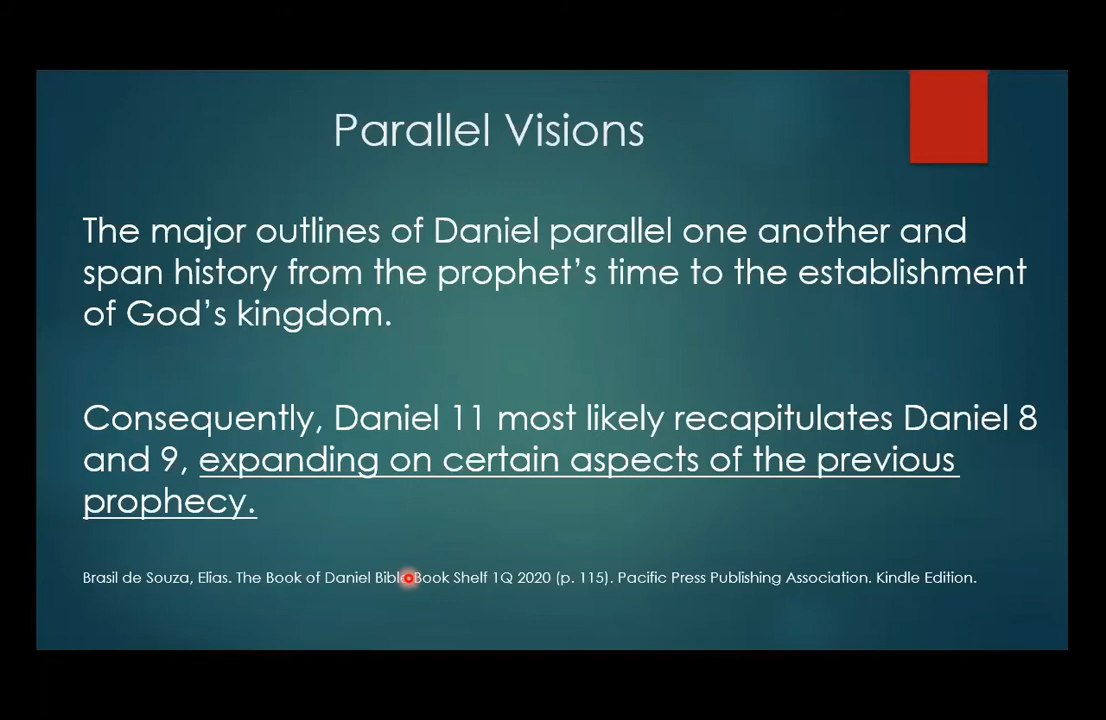 Parallel Visions
The major outlines of Daniel parallel one another and
span history from the prophet's time to the establishment
of God's kingdom.
Consequently, Daniel 11 most likely recapitulates Daniel 8
and 9, expanding on certain aspects of the previous
prophecy.
Brasil de Souza, Elias. The Book of Daniel Bible Book Shelf 1Q 2020 (p. 115). Pacific Press Publishing Association. Kindle Edition.